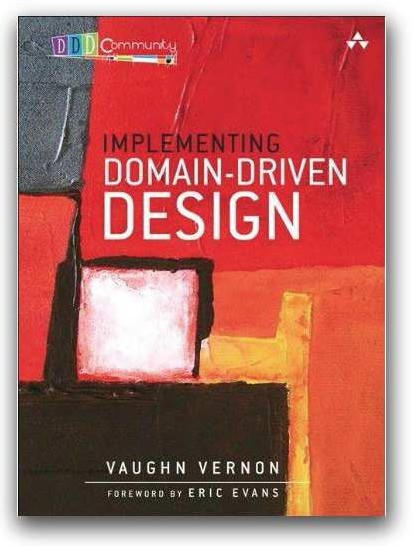 DDD Community
IMPLEMENTING
DOMAIN-DRIVEN
DESIGN
VAUGHN VERNON
FOREWORD BY ERIC EVANS